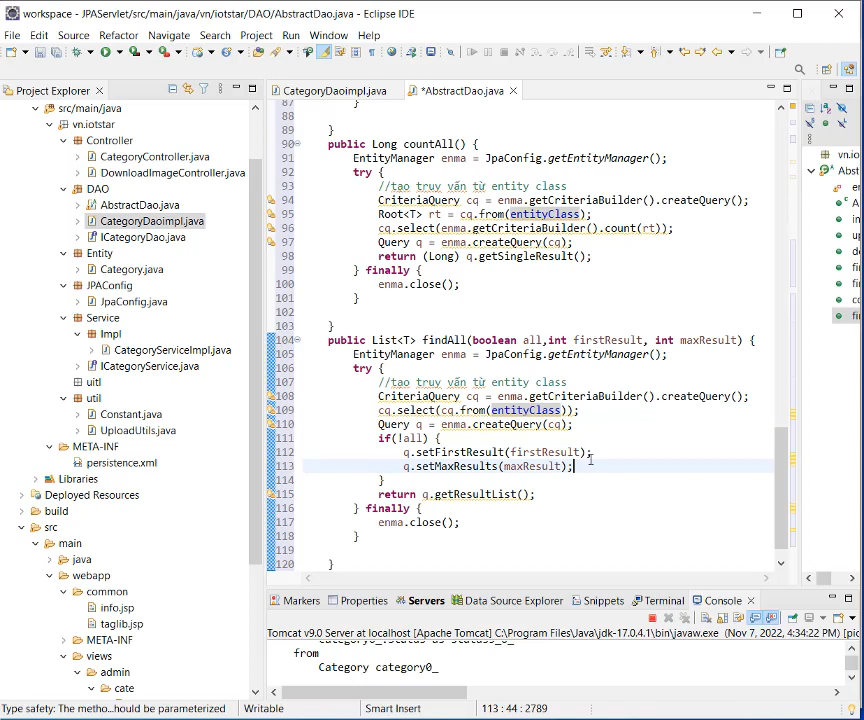 workspace - JPAServlet/src/main/java/vn/iotstar/DAO/AbstractDao.java - Eclipse IDE
File Edit Source Refactor Navigate Search Project Run Window Help
Project Explorer
CategoryDaoimpl.java
*AbstractDao.java
src/main/java
vn.iotstar
Controller
CategoryController.java
DownloadImageController.java
DAO
AbstractDao.java
CategoryDaoimpl.java
ICategoryDao.java
Entity
Category.java
JPAConfig
JpaConfig.java
Service
Impl
CategoryServiceImpl.java
ICategoryService.java
uitl
util
Constant.java
UploadUtils.java
META-INF
persistence.xml
Libraries
Deployed Resources
build
src
main
java
webapp
common
info.jsp
taglib.jsp
META-INF
views
admin
cate
87 }
88
89 }
90 public Long countAll() {
91 EntityManager enma = JpaConfig.getEntityManager();
92 try {
93 //tạo truy vấn từ entity class
94 CriteriaQuery cq = enma.getCriteriaBuilder().createQuery();
95 Root<T> rt = cq.from(entityClass);
96 cq.select(enma.getCriteriaBuilder().count(rt));
97 Query q = enma.createQuery(cq);
98 return (Long) q.getSingleResult();
99 } finally {
100 enma.close();
101 }
102
103 }
104 public List<T> findAll(boolean all,int firstResult, int maxResult) {
105 EntityManager enma = JpaConfig.getEntityManager();
106 try {
107 //tạo truy vấn từ entity class
108 CriteriaQuery cq = enma.getCriteriaBuilder().createQuery();
109 cq.select(cq.from(entityClass));
110 Query q = enma.createQuery(cq);
111 if(!all) {
112 q.setFirstResult(firstResult);
113 q.setMaxResults(maxResult);
114 }
115 return q.getResultList();
116 } finally {
117 enma.close();
118 }
119
120 }
vn.io
Abst
Markers Properties Servers Data Source Explorer Snippets Terminal Console
Tomcat v9.0 Server at localhost [Apache Tomcat] C:\Program Files\Java\jdk-17.0.4.1\bin\javaw.exe (Nov 7, 2022, 4:34:22 PM)
from
Category category0_
Type safety: The metho...hould be parameterized Writable Smart Insert 113 : 44 : 2789